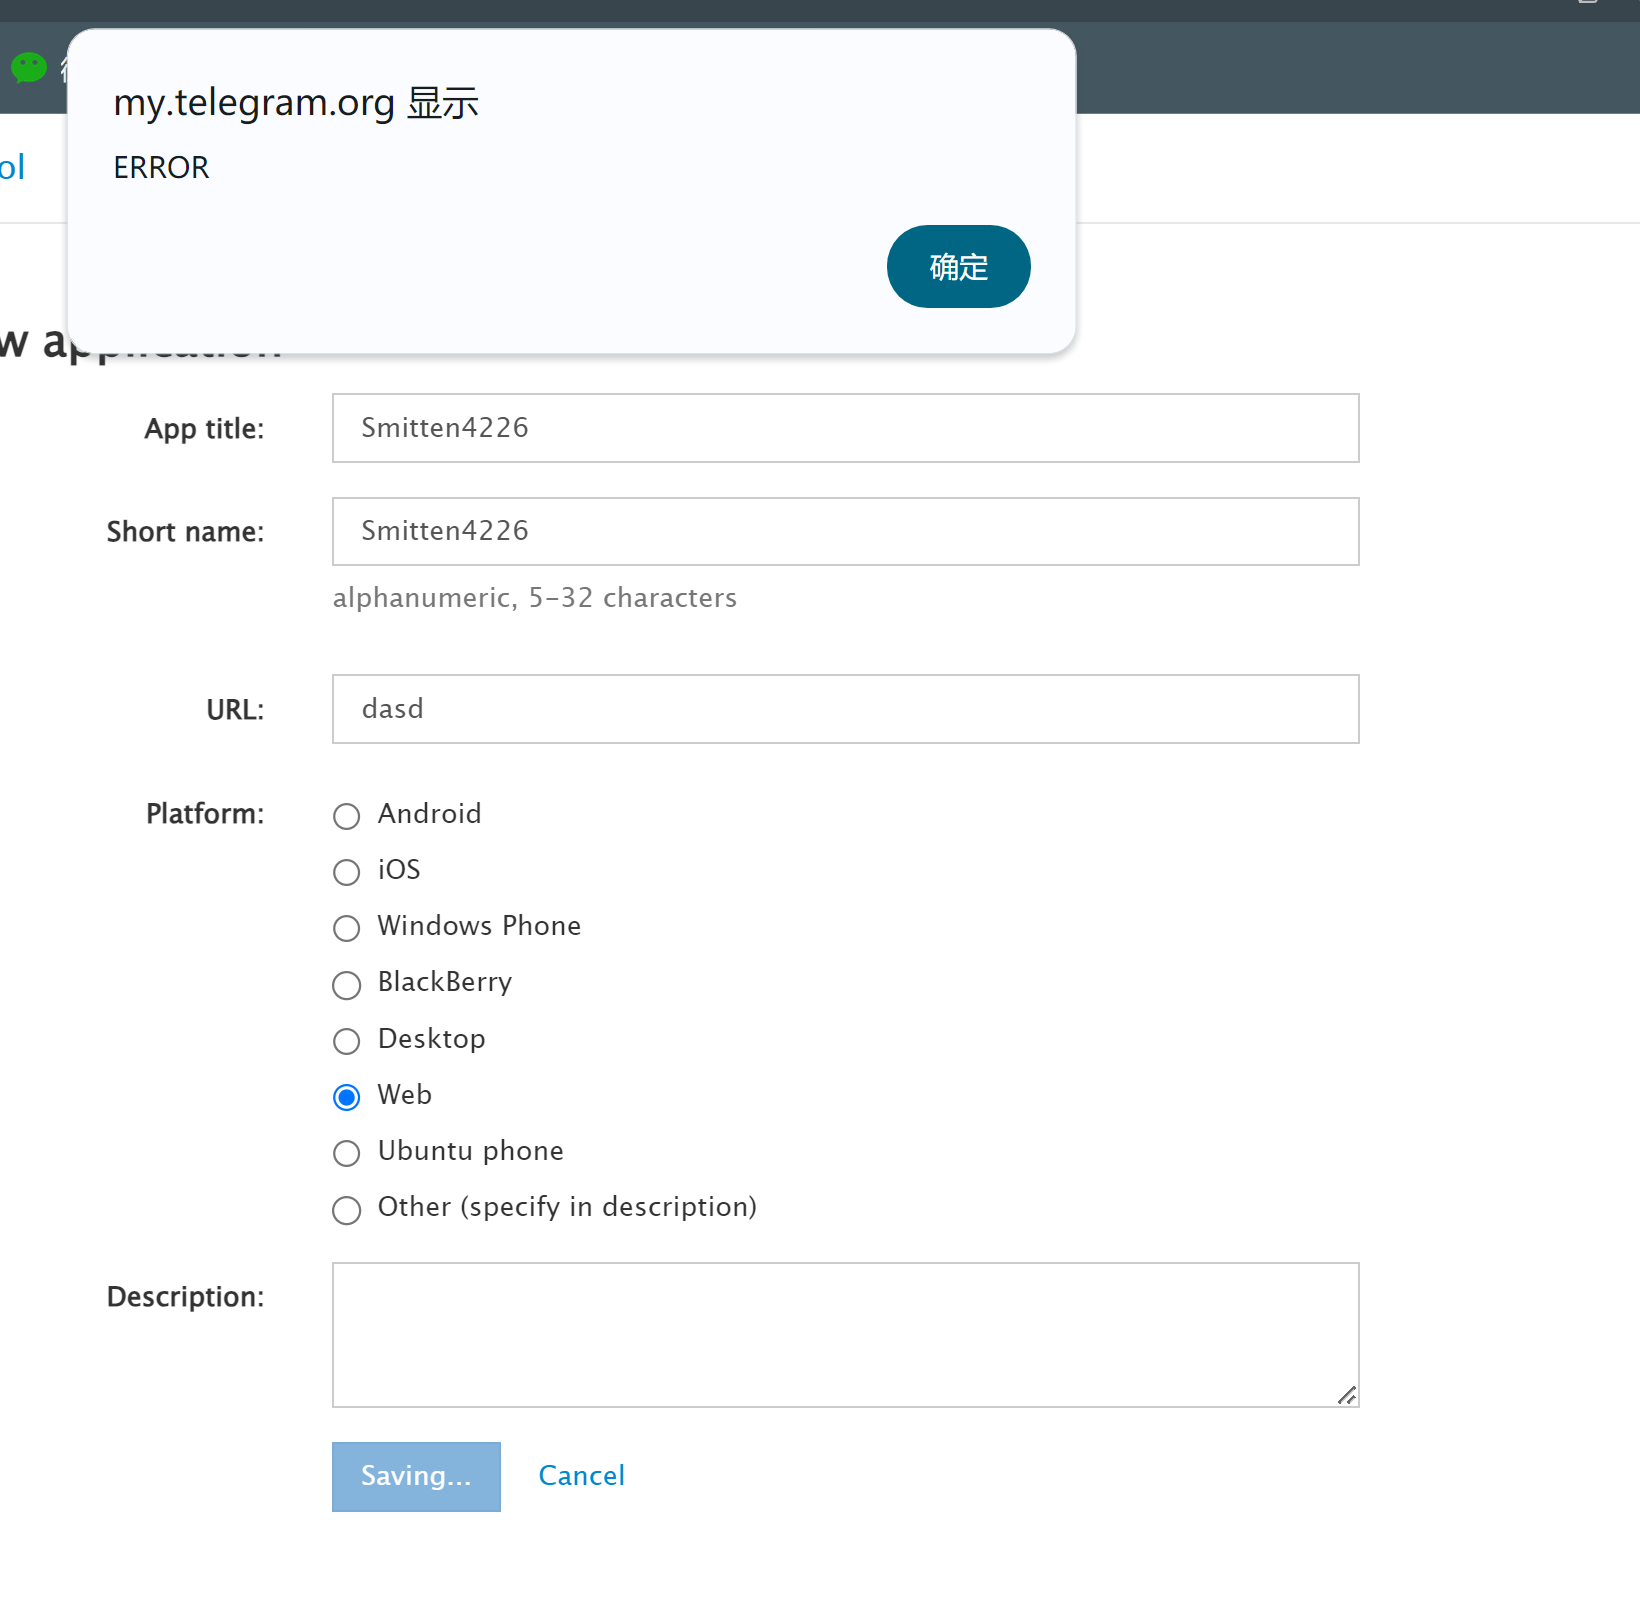 my.telegram.org 显示
ERROR
确定
ol
App title:
Smitten4226
Short name:
Smitten4226
alphanumeric, 5-32 characters
URL:
dasd
Platform:
Android
iOS
Windows Phone
BlackBerry
Desktop
Web
Ubuntu phone
Other (specify in description)
Description:
Saving...
Cancel